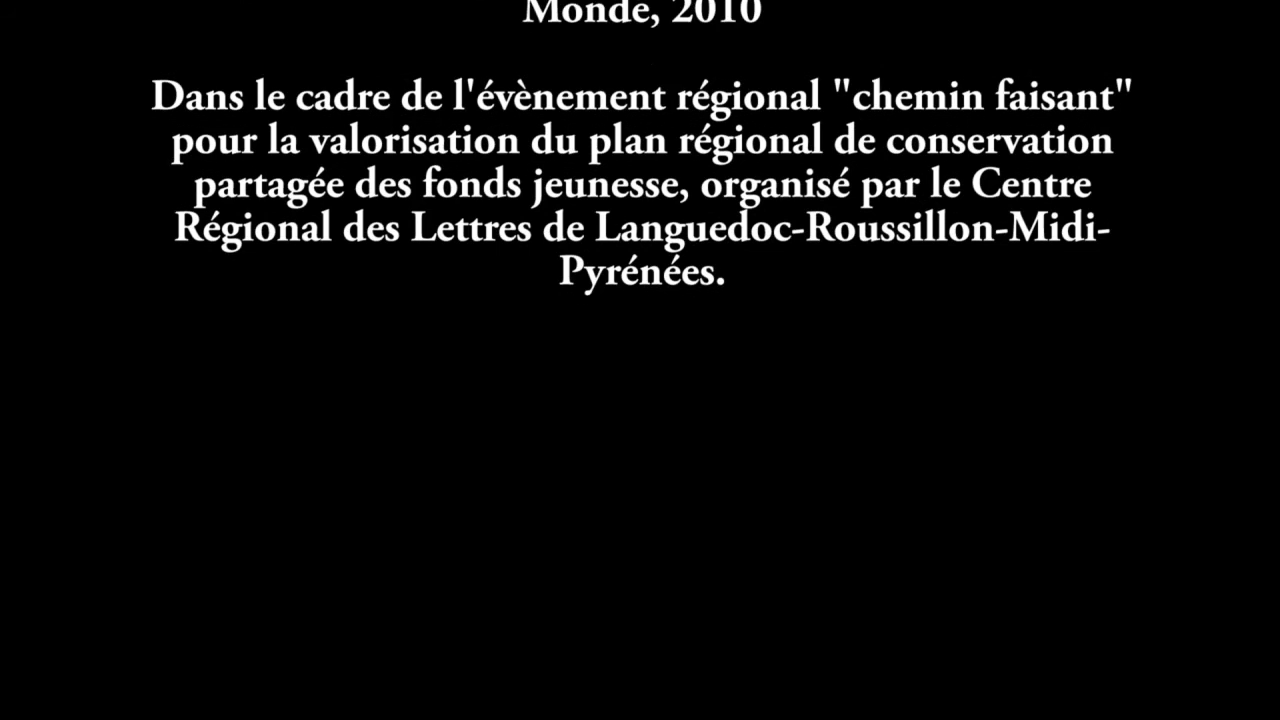 Monde, 2010
Dans le cadre de l'évènement régional "chemin faisant"
pour la valorisation du plan régional de conservation
partagée des fonds jeunesse, organisé par le Centre
Régional des Lettres de Languedoc-Roussillon-Midi-
Pyrénées.